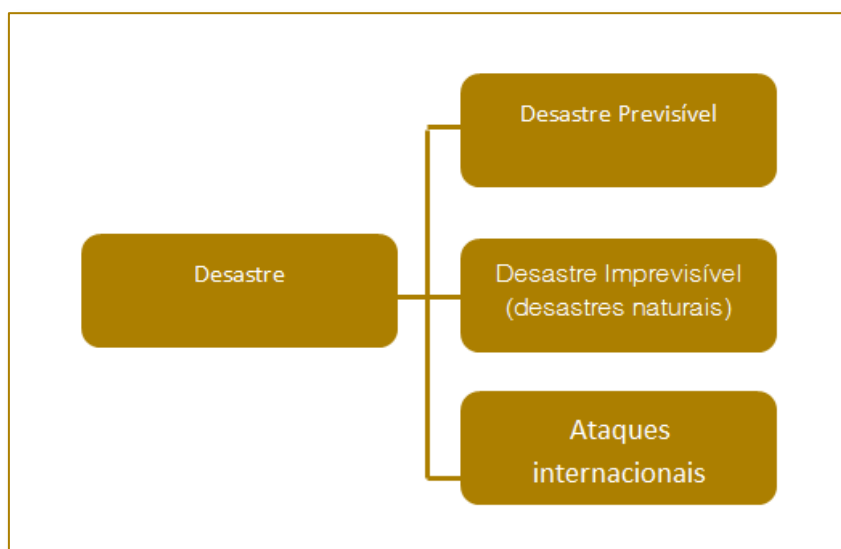 Desastre Previsível
Desastre
Desastre Imprevisível
(desastres naturais)
Ataques
internacionais